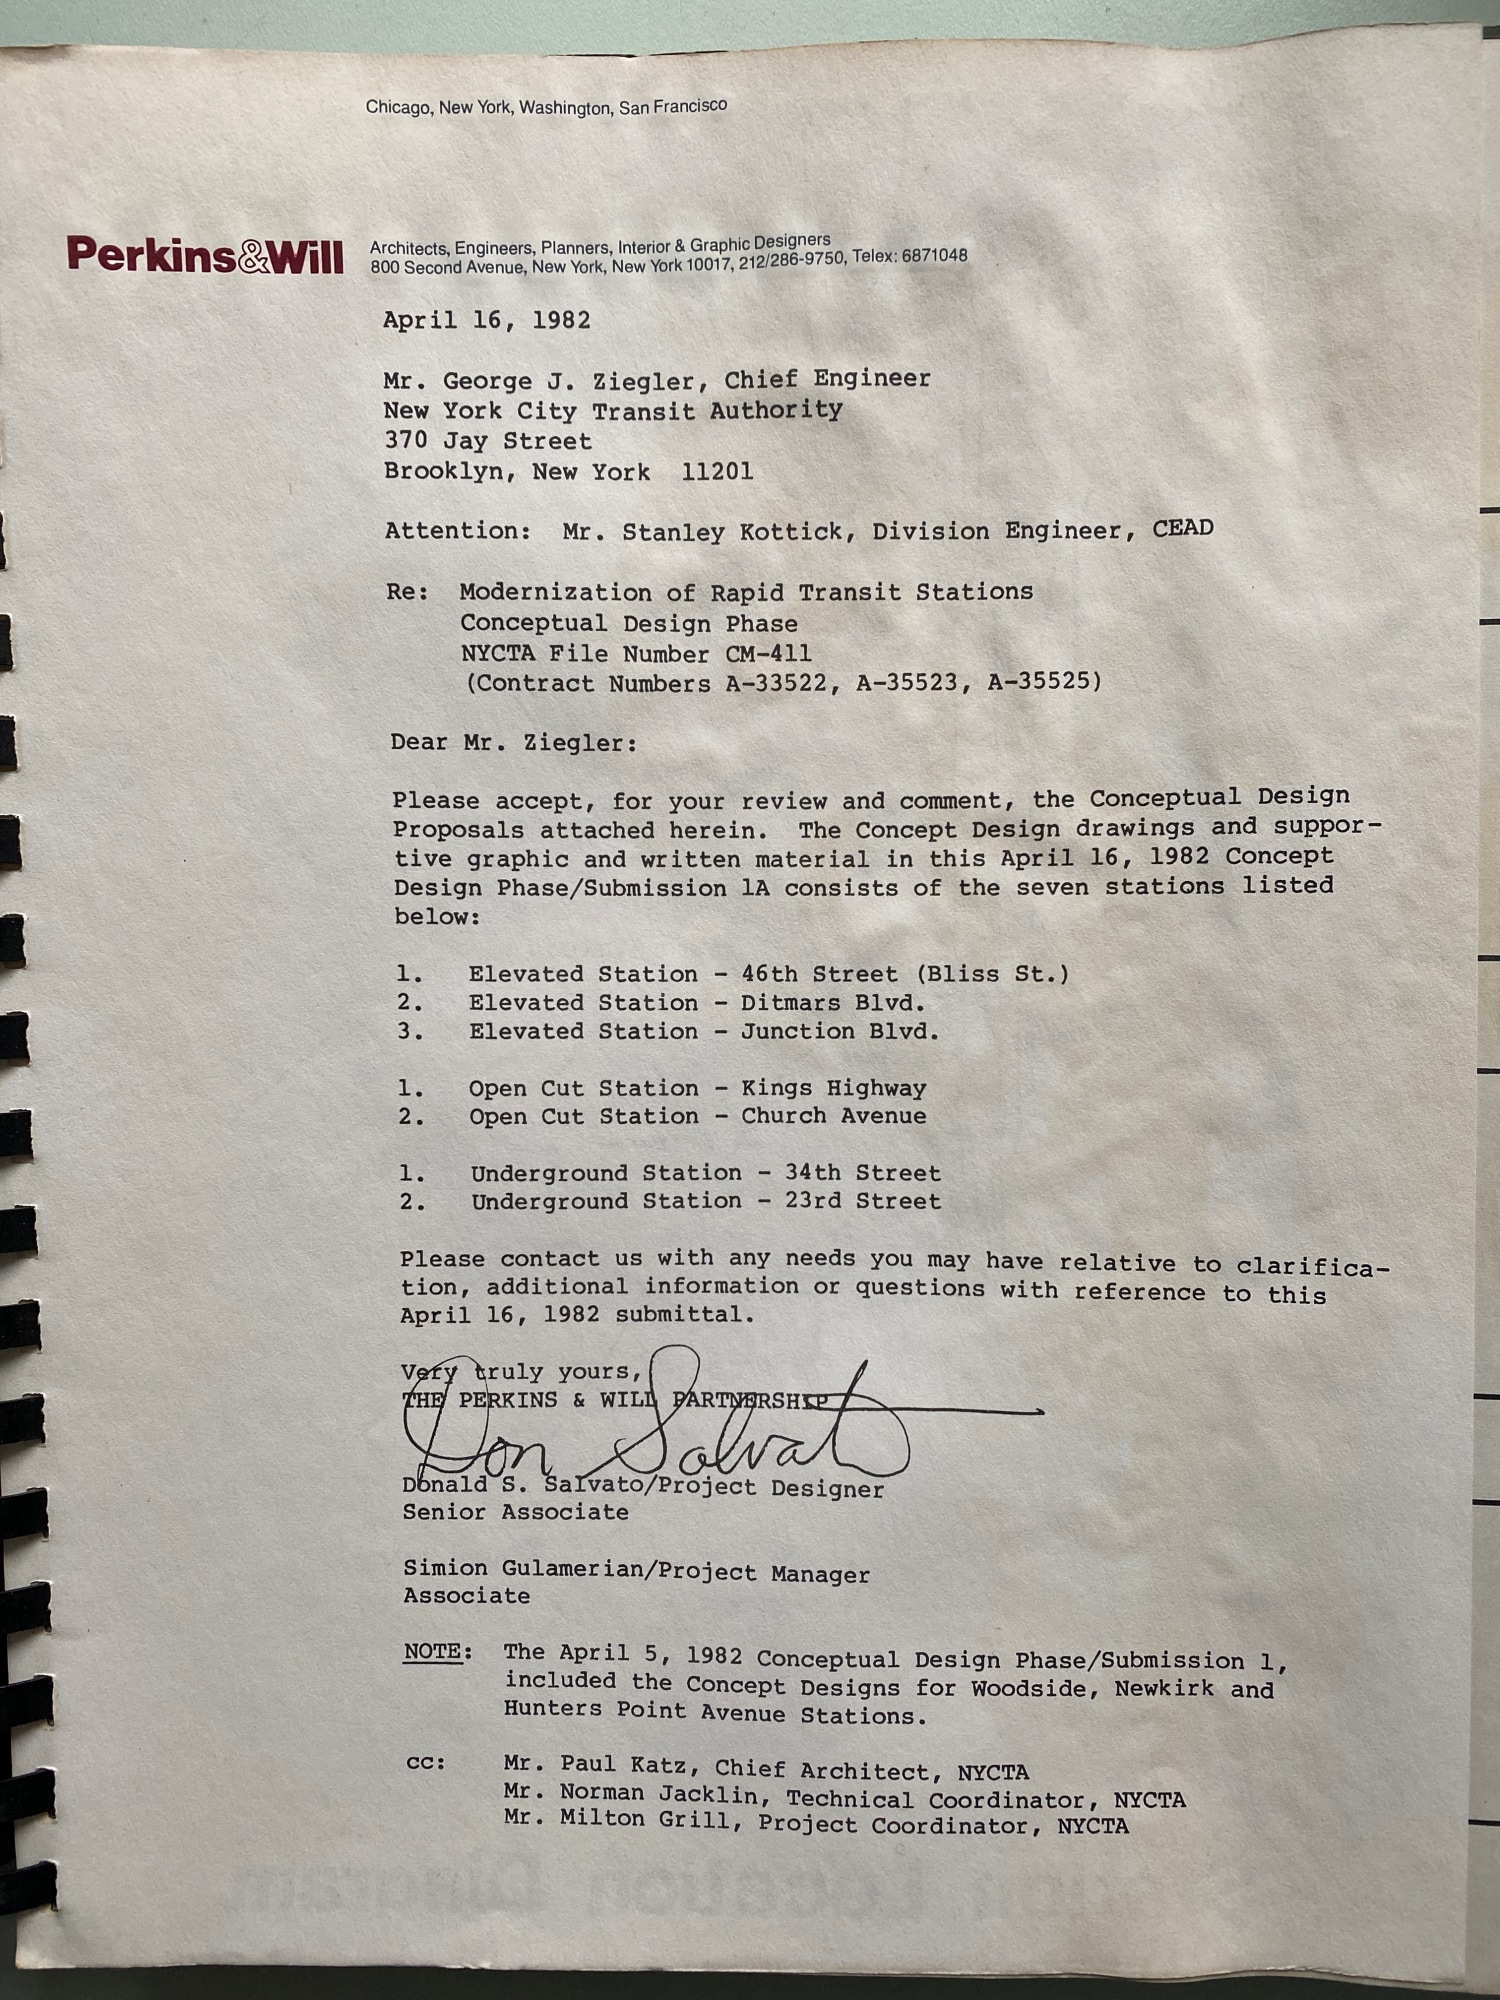 Chicago, New York, Washington, San Francisco
Perkins&Will
Architects, Engineers, Planners, Interior & Graphic Designers
800 Second Avenue, New York, New York 10017, 212/286-9750, Telex: 6871048
April 16, 1982
Mr. George J. Ziegler, Chief Engineer
New York City Transit Authority
370 Jay Street
Brooklyn, New York 11201
Attention: Mr. Stanley Kottick, Division Engineer, CEAD
Re: Modernization of Rapid Transit Stations
Conceptual Design Phase
NYCTA File Number CM-411
(Contract Numbers A-33522, A-35523, A-35525)
Dear Mr. Ziegler:
Please accept, for your review and comment, the Conceptual Design
Proposals attached herein. The Concept Design drawings and suppor-
tive graphic and written material in this April 16, 1982 Concept
Design Phase/Submission 1A consists of the seven stations listed
below:
1. Elevated Station - 46th Street (Bliss St.)
2. Elevated Station - Ditmars Blvd.
3. Elevated Station - Junction Blvd.
1. Open Cut Station - Kings Highway
2. Open Cut Station - Church Avenue
1. Underground Station - 34th Street
2. Underground Station - 23rd Street
Please contact us with any needs you may have relative to clarifica-
tion, additional information or questions with reference to this
April 16, 1982 submittal.
Very truly yours,
THE PERKINS & WILL PARTNERSHIP
Don Salvato
Donald S. Salvato/Project Designer
Senior Associate
Simion Gulamerian/Project Manager
Associate
NOTE: The April 5, 1982 Conceptual Design Phase/Submission 1,
included the Concept Designs for Woodside, Newkirk and
Hunters Point Avenue Stations.
cc: Mr. Paul Katz, Chief Architect, NYCTA
Mr. Norman Jacklin, Technical Coordinator, NYCTA
Mr. Milton Grill, Project Coordinator, NYCTA